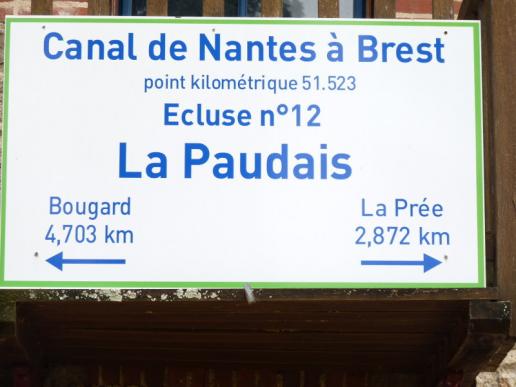 Canal de Nantes à Brest
point kilométrique 51.523
Ecluse n°12
La Paudais
Bougard
4,703 km
La Prée
2,872 km